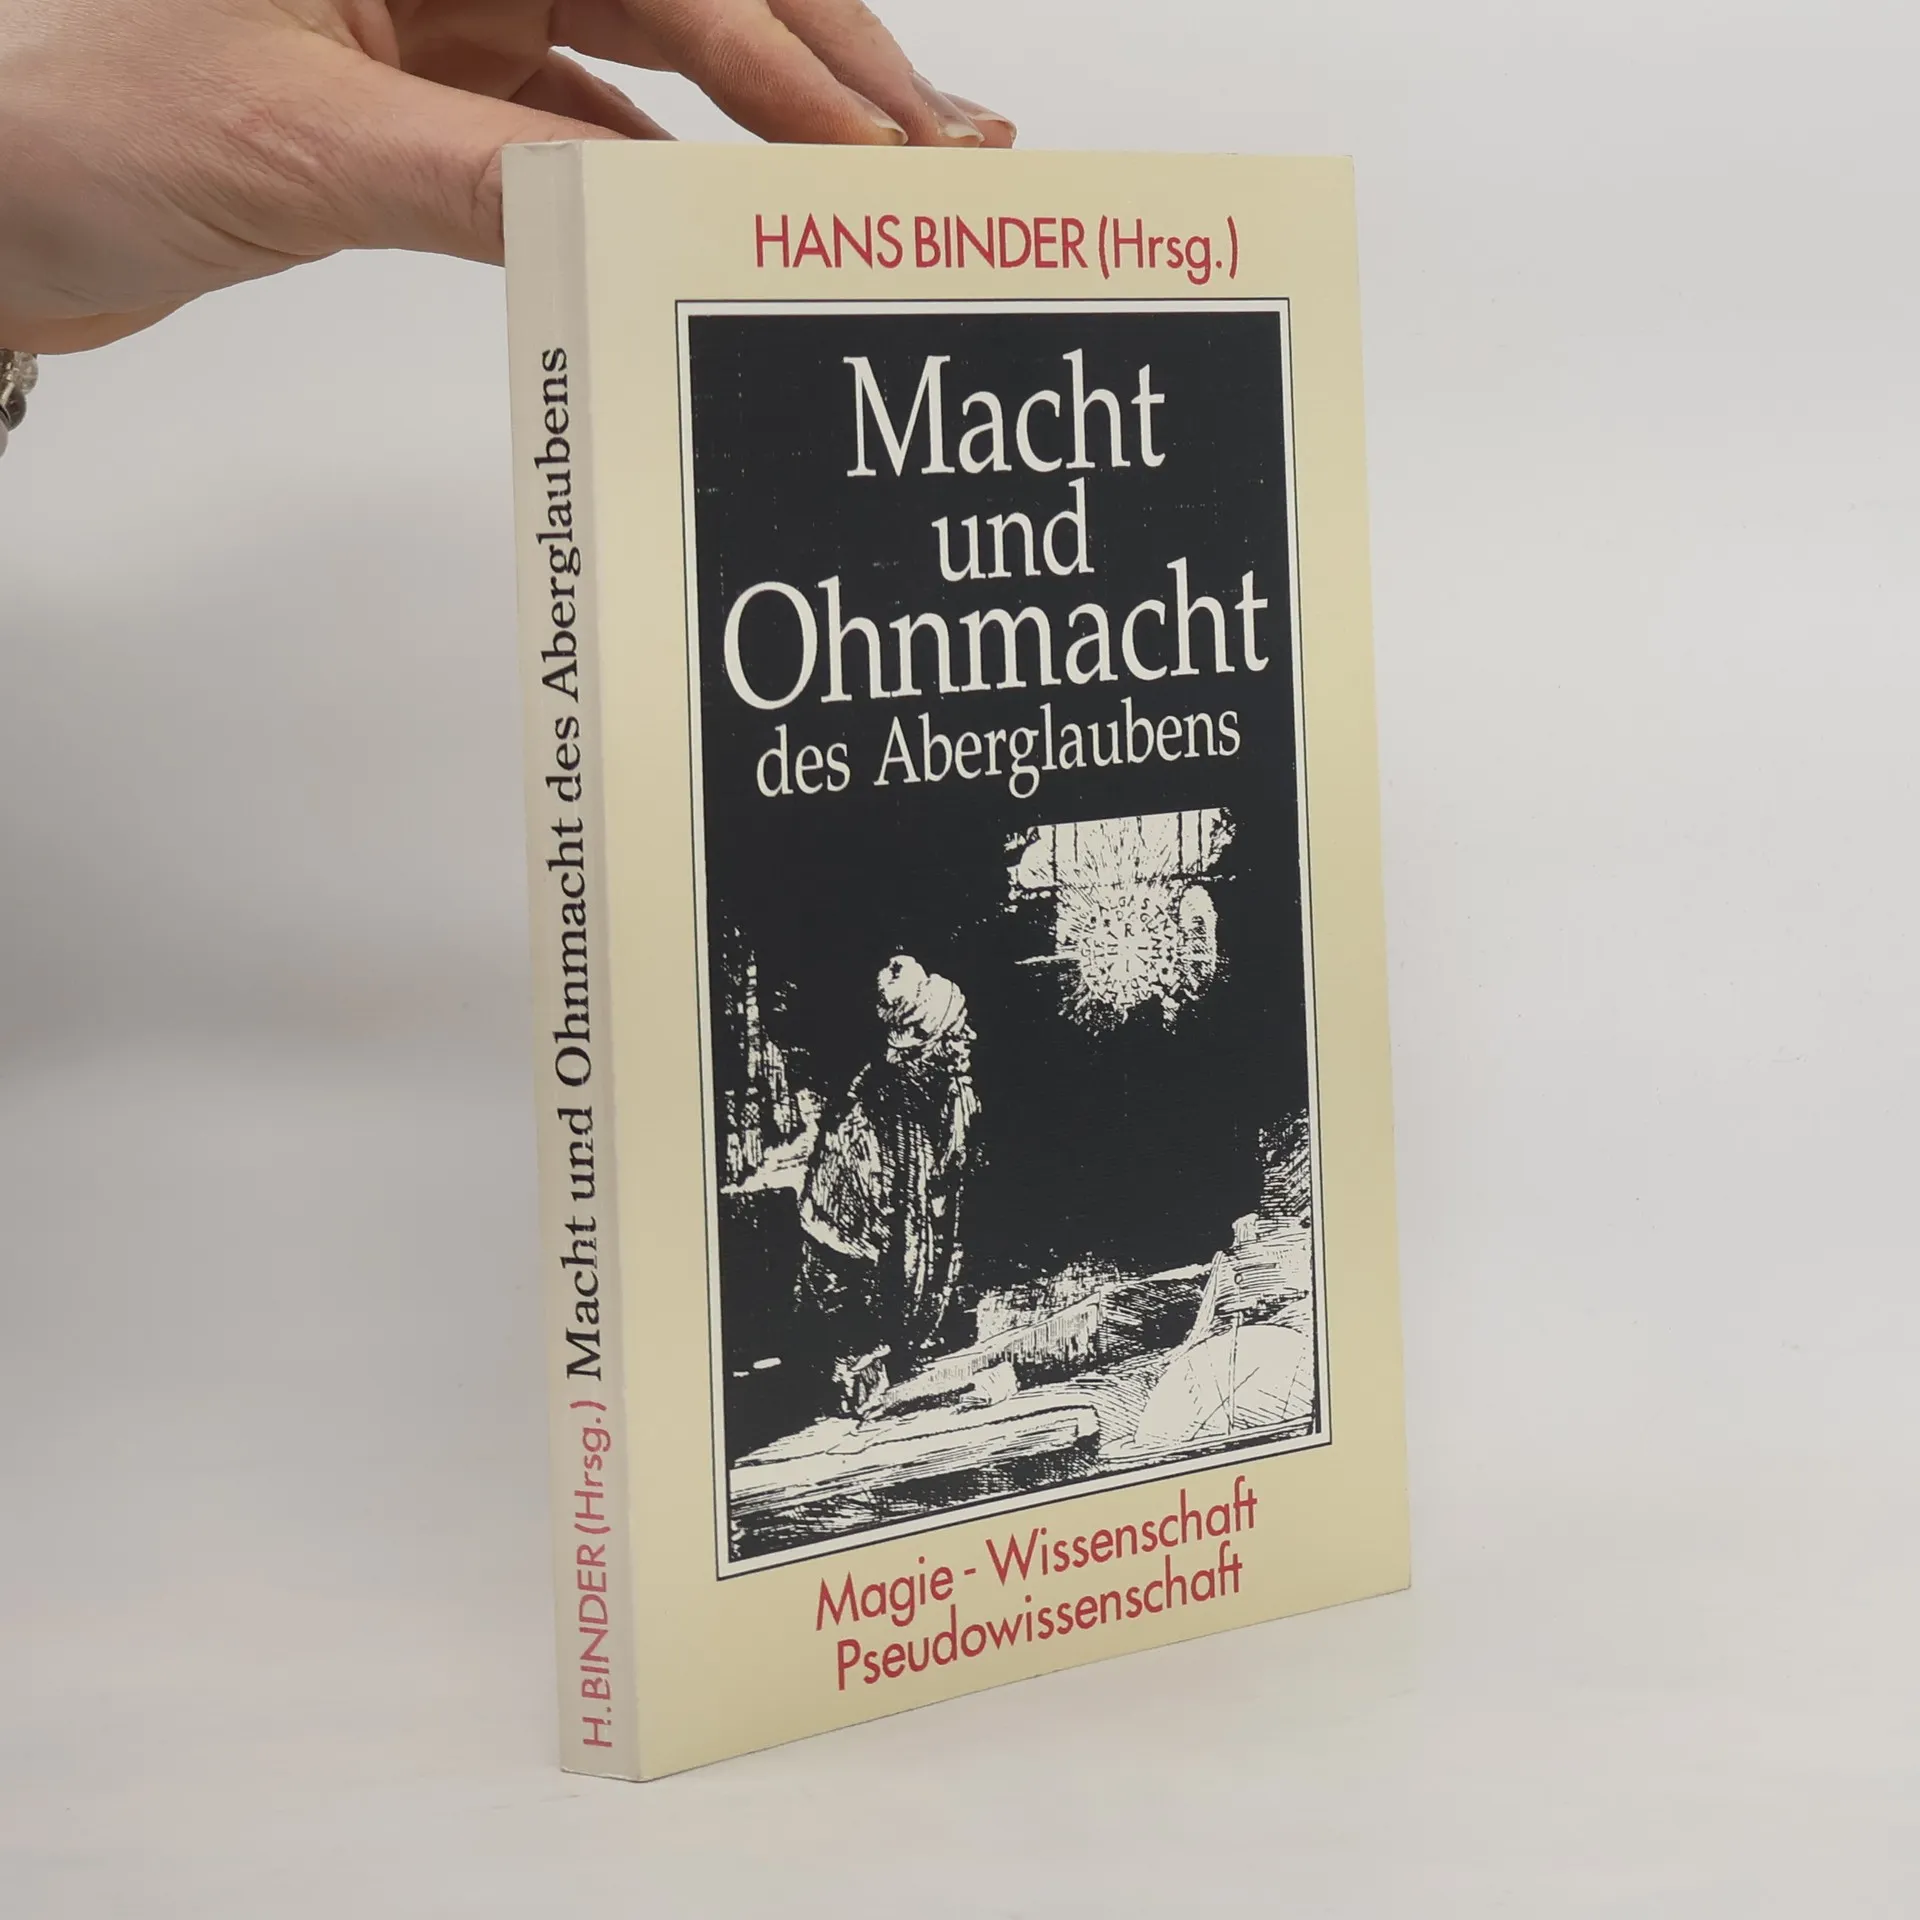 HANS BINDER (Hrsg.)
Macht
und
Ohnmacht
des Aberglaubens
Magie - Wissenschaft
Pseudowissenschaft
H. BINDER (Hrsg.) Macht und Ohnmacht des Aberglaubens